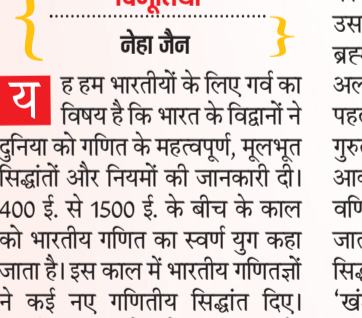 नेहा जैन
यह हम भारतीयों के लिए गर्व का
विषय है कि भारत के विद्वानों ने
दुनिया को गणित के महत्वपूर्ण, मूलभूत
सिद्धांतों और नियमों की जानकारी दी।
400 ई. से 1500 ई. के बीच के काल
को भारतीय गणित का स्वर्ण युग कहा
जाता है। इस काल में भारतीय गणितज्ञों
ने कई नए गणितीय सिद्धांत दिए।